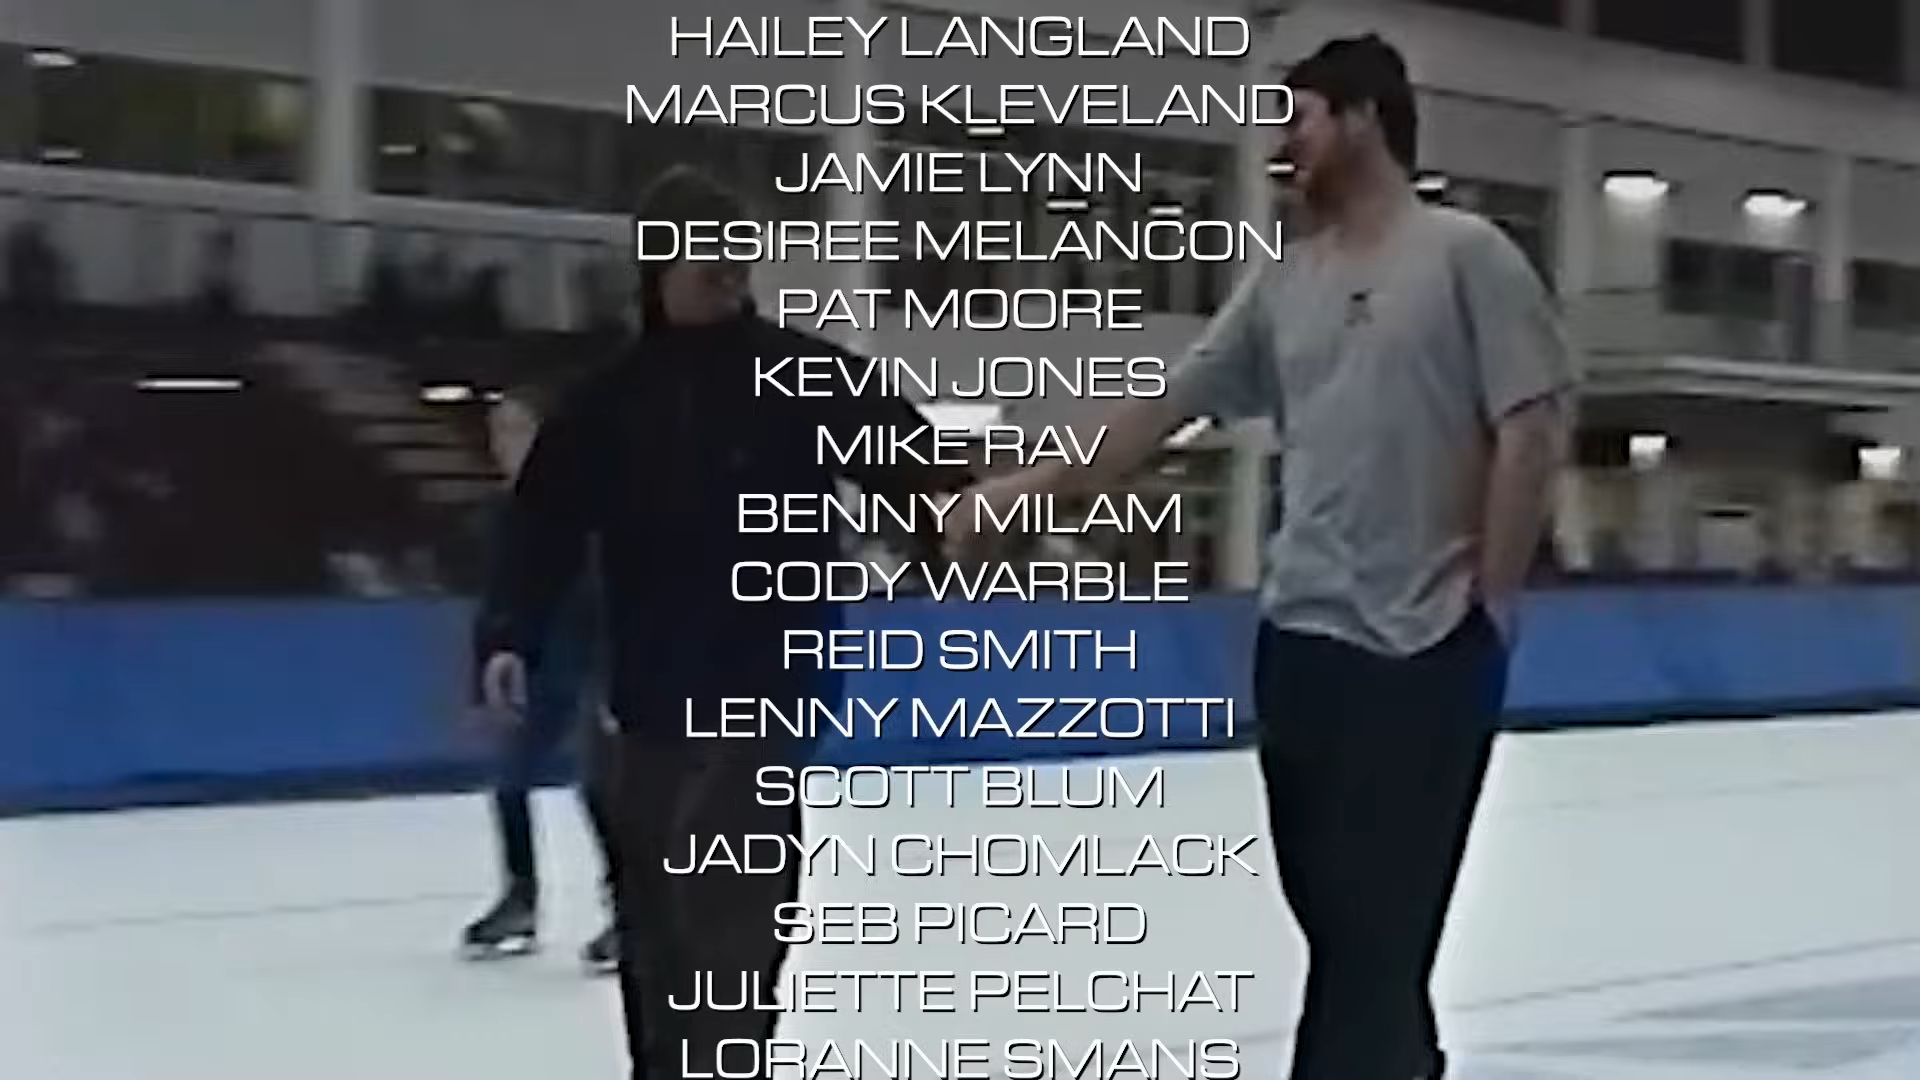 HAILEY LANGLAND
MARCUS KLEVELAND
JAMIE LYNN
DESIREE MELANCON
PAT MOORE
KEVIN JONES
MIKE RAV
BENNY MILAM
CODY WARBLE
REID SMITH
LENNY MAZZOTTI
SCOTT BLUM
JADYN CHOMLACK
SEB PICARD
JULIETTE PELCHAT
LORANNE SMANS